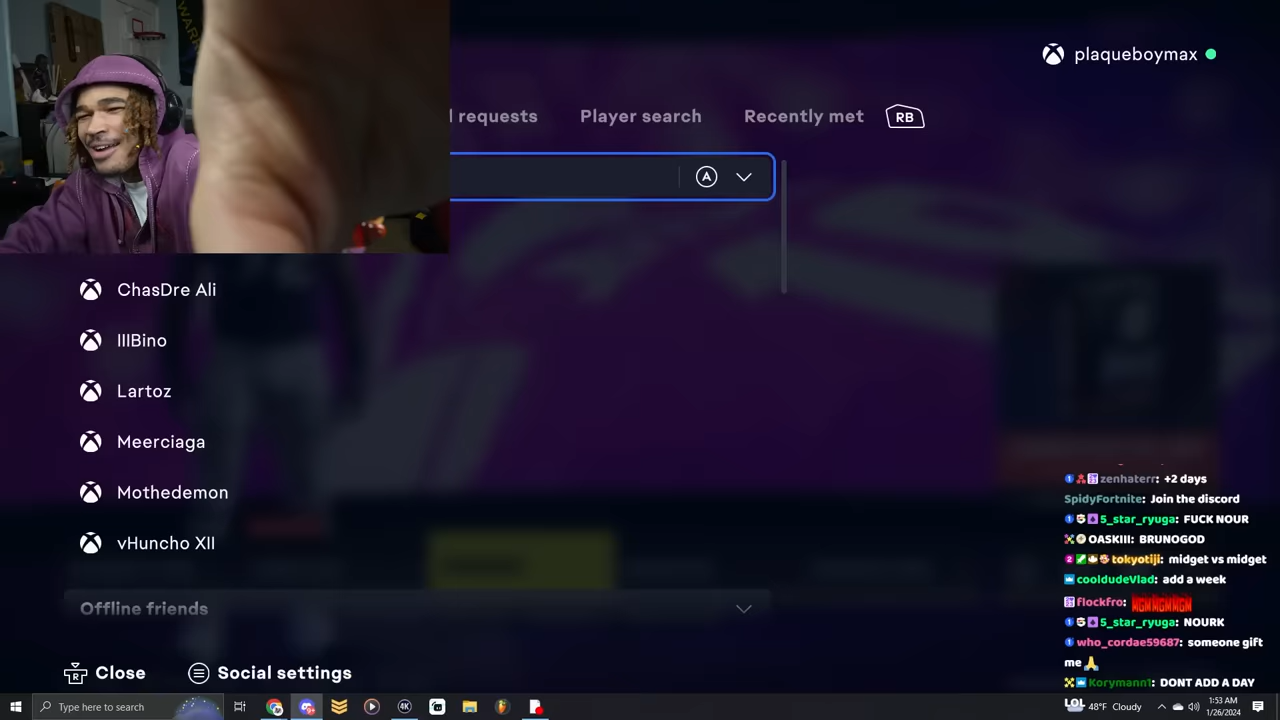 WARR
plaqueboymax
requests
Player search
Recently met
RB
A
ChasDre Ali
IllBino
Lartoz
Meerciaga
Mothedemon
vHuncho XII
Offline friends
R Close
Social settings
zenhaterr: +2 days
SpidyFortnite: Join the discord
5_star_ryuga: FUCK NOUR
OASKIII: BRUNOGOD
tokyotiji: midget vs midget
cooldudeVlad: add a week
flockfro:
5_star_ryuga: NOURK
who_cordae59687: someone gift
me 🙏
Korymann1: DONT ADD A DAY
LOL
Type here to search
4K
48°F Cloudy
1:53 AM
1/26/2024